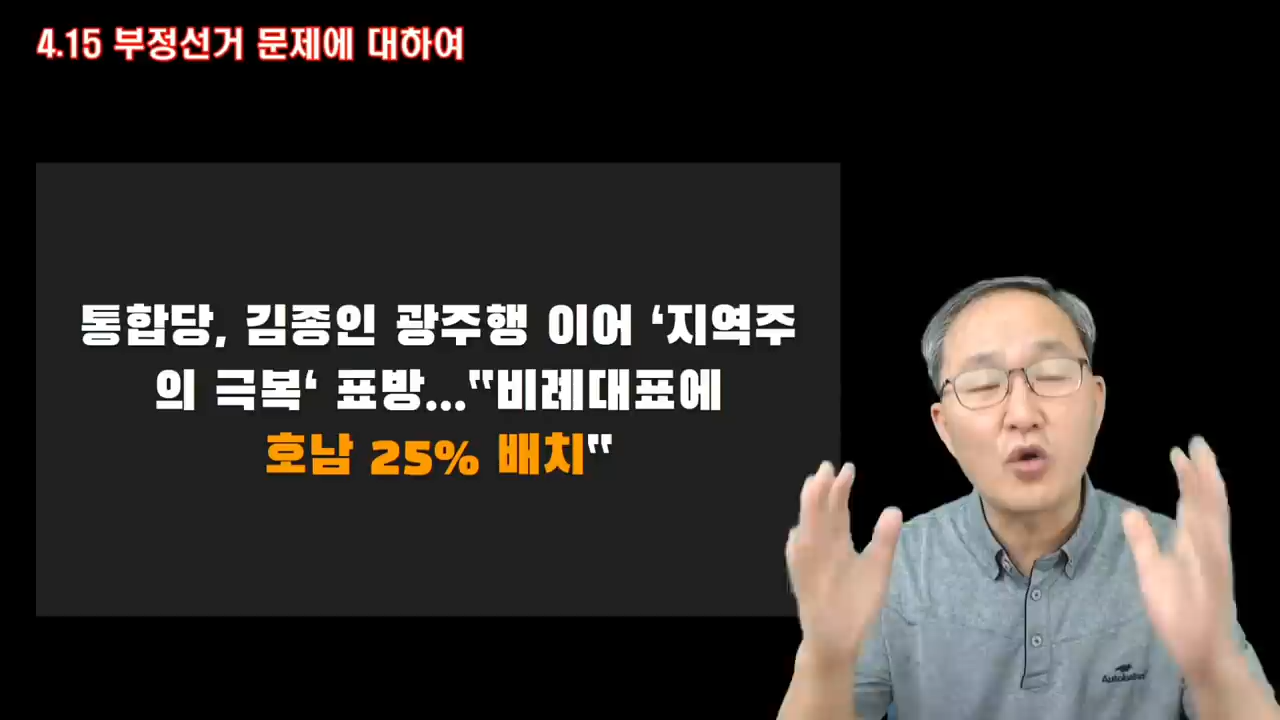 4.15 부정선거 문제에 대하여
통합당, 김종인 광주행 이어 ‘지역주
의 극복‘ 표방..."비례대표에
호남 25% 배치"